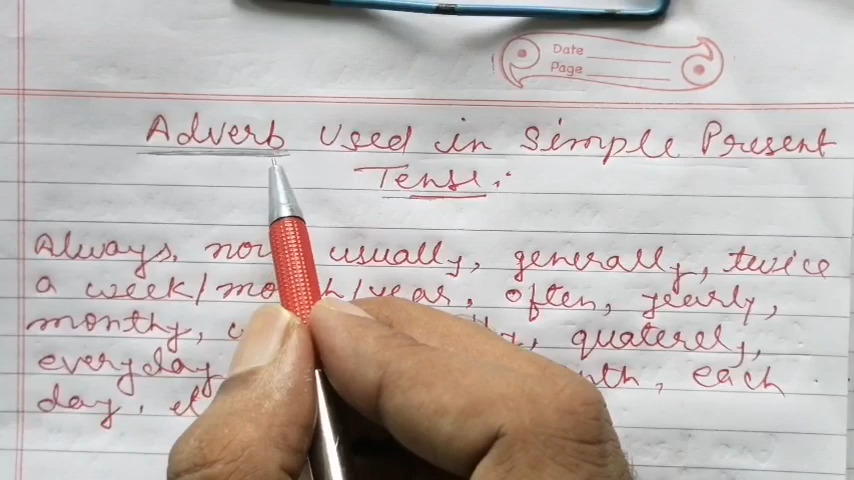 Date
Page
Adverb Used in Simple Present
Tense:
Always, usually, generally, twice
a week/ /year, often, yearly,
monthy, quaterely,
everyday each
day,